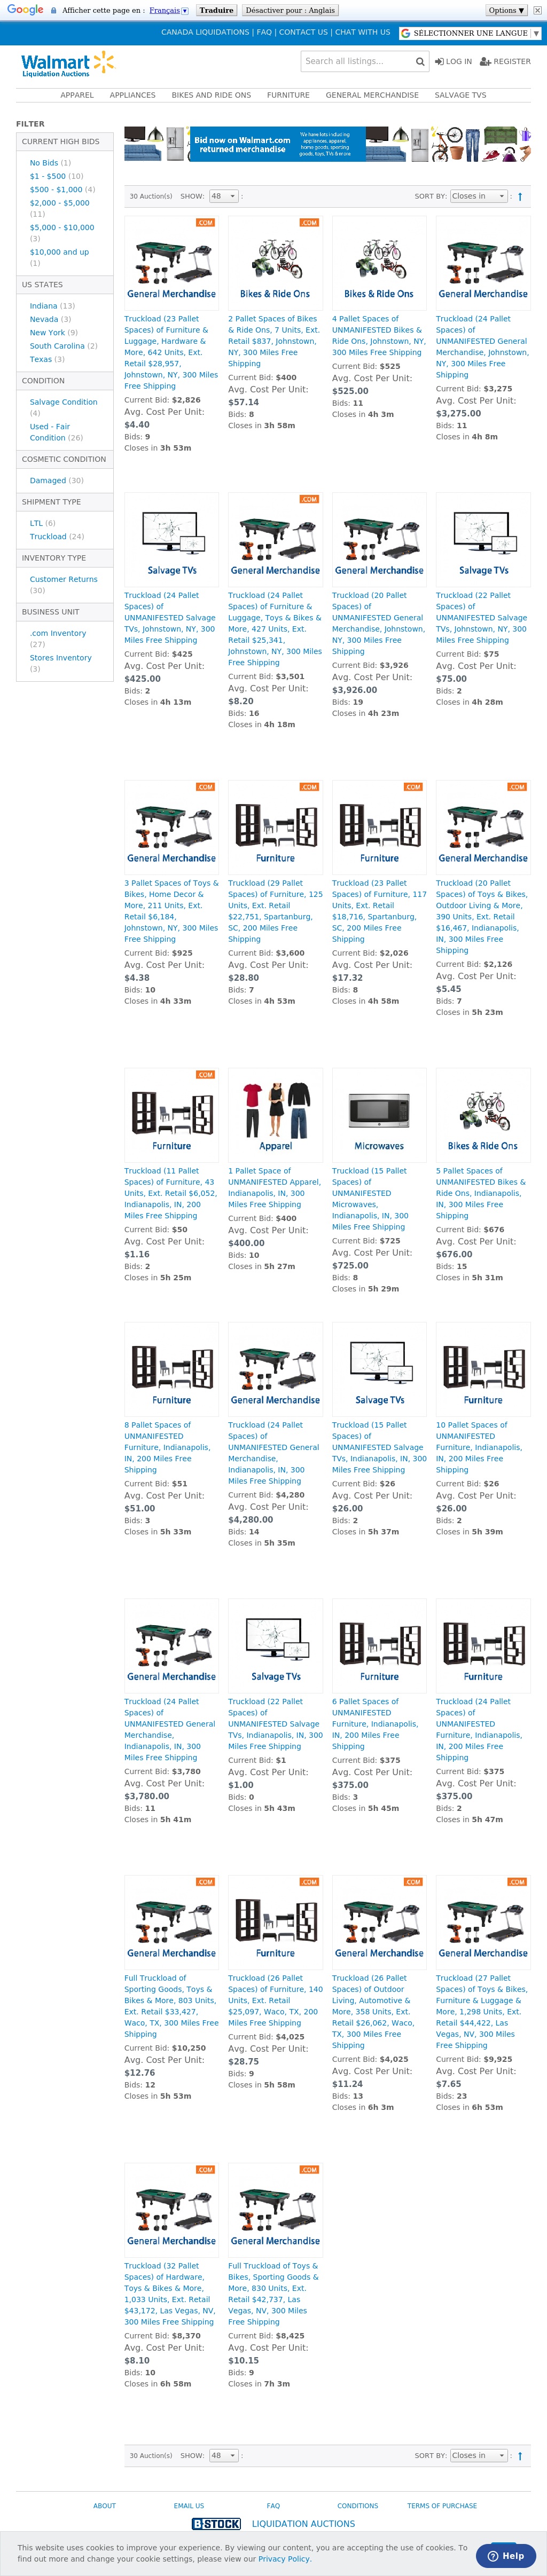 Google Afficher cette page en : Français Traduire Désactiver pour : Anglais Options ▼
CANADA LIQUIDATIONS | FAQ | CONTACT US | CHAT WITH US SÉLECTIONNER UNE LANGUE ▼
Walmart
Liquidation Auctions
Search all listings... LOG IN REGISTER
APPAREL APPLIANCES BIKES AND RIDE ONS FURNITURE GENERAL MERCHANDISE SALVAGE TVS
FILTER
CURRENT HIGH BIDS
No Bids (1)
$1 - $500 (10)
$500 - $1,000 (4)
$2,000 - $5,000
(11)
$5,000 - $10,000
(3)
$10,000 and up
(1)
US STATES
Indiana (13)
Nevada (3)
New York (9)
South Carolina (2)
Texas (3)
CONDITION
Salvage Condition
(4)
Used - Fair
Condition (26)
COSMETIC CONDITION
Damaged (30)
SHIPMENT TYPE
LTL (6)
Truckload (24)
INVENTORY TYPE
Customer Returns
(30)
BUSINESS UNIT
.com Inventory
(27)
Stores Inventory
(3)
Bid now on Walmart.com
returned merchandise
We have lots including
appliances, apparel,
home goods, sporting
goods, toys, TVs & more
30 Auction(s) SHOW: 48 :
SORT BY: Closes in :
.COM
General Merchandise
Truckload (23 Pallet
Spaces) of Furniture &
Luggage, Hardware &
More, 642 Units, Ext.
Retail $28,957,
Johnstown, NY, 300 Miles
Free Shipping
Current Bid: $2,826
Avg. Cost Per Unit:
$4.40
Bids: 9
Closes in 3h 53m
.COM
Bikes & Ride Ons
2 Pallet Spaces of Bikes
& Ride Ons, 7 Units, Ext.
Retail $837, Johnstown,
NY, 300 Miles Free
Shipping
Current Bid: $400
Avg. Cost Per Unit:
$57.14
Bids: 8
Closes in 3h 58m
Bikes & Ride Ons
4 Pallet Spaces of
UNMANIFESTED Bikes &
Ride Ons, Johnstown, NY,
300 Miles Free Shipping
Current Bid: $525
Avg. Cost Per Unit:
$525.00
Bids: 11
Closes in 4h 3m
General Merchandise
Truckload (24 Pallet
Spaces) of
UNMANIFESTED General
Merchandise, Johnstown,
NY, 300 Miles Free
Shipping
Current Bid: $3,275
Avg. Cost Per Unit:
$3,275.00
Bids: 11
Closes in 4h 8m
Salvage TVs
Truckload (24 Pallet
Spaces) of
UNMANIFESTED Salvage
TVs, Johnstown, NY, 300
Miles Free Shipping
Current Bid: $425
Avg. Cost Per Unit:
$425.00
Bids: 2
Closes in 4h 13m
.COM
General Merchandise
Truckload (24 Pallet
Spaces) of Furniture &
Luggage, Toys & Bikes &
More, 427 Units, Ext.
Retail $25,341,
Johnstown, NY, 300 Miles
Free Shipping
Current Bid: $3,501
Avg. Cost Per Unit:
$8.20
Bids: 16
Closes in 4h 18m
General Merchandise
Truckload (20 Pallet
Spaces) of
UNMANIFESTED General
Merchandise, Johnstown,
NY, 300 Miles Free
Shipping
Current Bid: $3,926
Avg. Cost Per Unit:
$3,926.00
Bids: 19
Closes in 4h 23m
Salvage TVs
Truckload (22 Pallet
Spaces) of
UNMANIFESTED Salvage
TVs, Johnstown, NY, 300
Miles Free Shipping
Current Bid: $75
Avg. Cost Per Unit:
$75.00
Bids: 2
Closes in 4h 28m
.COM
General Merchandise
3 Pallet Spaces of Toys &
Bikes, Home Decor &
More, 211 Units, Ext.
Retail $6,184,
Johnstown, NY, 300 Miles
Free Shipping
Current Bid: $925
Avg. Cost Per Unit:
$4.38
Bids: 10
Closes in 4h 33m
.COM
Furniture
Truckload (29 Pallet
Spaces) of Furniture, 125
Units, Ext. Retail
$22,751, Spartanburg,
SC, 200 Miles Free
Shipping
Current Bid: $3,600
Avg. Cost Per Unit:
$28.80
Bids: 7
Closes in 4h 53m
.COM
Furniture
Truckload (23 Pallet
Spaces) of Furniture, 117
Units, Ext. Retail
$18,716, Spartanburg,
SC, 200 Miles Free
Shipping
Current Bid: $2,026
Avg. Cost Per Unit:
$17.32
Bids: 8
Closes in 4h 58m
.COM
General Merchandise
Truckload (20 Pallet
Spaces) of Toys & Bikes,
Outdoor Living & More,
390 Units, Ext. Retail
$16,467, Indianapolis,
IN, 300 Miles Free
Shipping
Current Bid: $2,126
Avg. Cost Per Unit:
$5.45
Bids: 7
Closes in 5h 23m
.COM
Furniture
Truckload (11 Pallet
Spaces) of Furniture, 43
Units, Ext. Retail $6,052,
Indianapolis, IN, 200
Miles Free Shipping
Current Bid: $50
Avg. Cost Per Unit:
$1.16
Bids: 2
Closes in 5h 25m
Apparel
1 Pallet Space of
UNMANIFESTED Apparel,
Indianapolis, IN, 300
Miles Free Shipping
Current Bid: $400
Avg. Cost Per Unit:
$400.00
Bids: 10
Closes in 5h 27m
Microwaves
Truckload (15 Pallet
Spaces) of
UNMANIFESTED
Microwaves,
Indianapolis, IN, 300
Miles Free Shipping
Current Bid: $725
Avg. Cost Per Unit:
$725.00
Bids: 8
Closes in 5h 29m
Bikes & Ride Ons
5 Pallet Spaces of
UNMANIFESTED Bikes &
Ride Ons, Indianapolis,
IN, 300 Miles Free
Shipping
Current Bid: $676
Avg. Cost Per Unit:
$676.00
Bids: 15
Closes in 5h 31m
Furniture
8 Pallet Spaces of
UNMANIFESTED
Furniture, Indianapolis,
IN, 200 Miles Free
Shipping
Current Bid: $51
Avg. Cost Per Unit:
$51.00
Bids: 3
Closes in 5h 33m
General Merchandise
Truckload (24 Pallet
Spaces) of
UNMANIFESTED General
Merchandise,
Indianapolis, IN, 300
Miles Free Shipping
Current Bid: $4,280
Avg. Cost Per Unit:
$4,280.00
Bids: 14
Closes in 5h 35m
Salvage TVs
Truckload (15 Pallet
Spaces) of
UNMANIFESTED Salvage
TVs, Indianapolis, IN, 300
Miles Free Shipping
Current Bid: $26
Avg. Cost Per Unit:
$26.00
Bids: 2
Closes in 5h 37m
Furniture
10 Pallet Spaces of
UNMANIFESTED
Furniture, Indianapolis,
IN, 200 Miles Free
Shipping
Current Bid: $26
Avg. Cost Per Unit:
$26.00
Bids: 2
Closes in 5h 39m
General Merchandise
Truckload (24 Pallet
Spaces) of
UNMANIFESTED General
Merchandise,
Indianapolis, IN, 300
Miles Free Shipping
Current Bid: $3,780
Avg. Cost Per Unit:
$3,780.00
Bids: 11
Closes in 5h 41m
Salvage TVs
Truckload (22 Pallet
Spaces) of
UNMANIFESTED Salvage
TVs, Indianapolis, IN, 300
Miles Free Shipping
Current Bid: $1
Avg. Cost Per Unit:
$1.00
Bids: 0
Closes in 5h 43m
Furniture
6 Pallet Spaces of
UNMANIFESTED
Furniture, Indianapolis,
IN, 200 Miles Free
Shipping
Current Bid: $375
Avg. Cost Per Unit:
$375.00
Bids: 3
Closes in 5h 45m
Furniture
Truckload (24 Pallet
Spaces) of
UNMANIFESTED
Furniture, Indianapolis,
IN, 200 Miles Free
Shipping
Current Bid: $375
Avg. Cost Per Unit:
$375.00
Bids: 2
Closes in 5h 47m
.COM
General Merchandise
Full Truckload of
Sporting Goods, Toys &
Bikes & More, 803 Units,
Ext. Retail $33,427,
Waco, TX, 300 Miles Free
Shipping
Current Bid: $10,250
Avg. Cost Per Unit:
$12.76
Bids: 12
Closes in 5h 53m
.COM
Furniture
Truckload (26 Pallet
Spaces) of Furniture, 140
Units, Ext. Retail
$25,097, Waco, TX, 200
Miles Free Shipping
Current Bid: $4,025
Avg. Cost Per Unit:
$28.75
Bids: 9
Closes in 5h 58m
.COM
General Merchandise
Truckload (26 Pallet
Spaces) of Outdoor
Living, Automotive &
More, 358 Units, Ext.
Retail $26,062, Waco,
TX, 300 Miles Free
Shipping
Current Bid: $4,025
Avg. Cost Per Unit:
$11.24
Bids: 13
Closes in 6h 3m
.COM
General Merchandise
Truckload (27 Pallet
Spaces) of Toys & Bikes,
Furniture & Luggage &
More, 1,298 Units, Ext.
Retail $44,422, Las
Vegas, NV, 300 Miles
Free Shipping
Current Bid: $9,925
Avg. Cost Per Unit:
$7.65
Bids: 23
Closes in 6h 53m
.COM
General Merchandise
Truckload (32 Pallet
Spaces) of Hardware,
Toys & Bikes & More,
1,033 Units, Ext. Retail
$43,172, Las Vegas, NV,
300 Miles Free Shipping
Current Bid: $8,370
Avg. Cost Per Unit:
$8.10
Bids: 10
Closes in 6h 58m
.COM
General Merchandise
Full Truckload of Toys &
Bikes, Sporting Goods &
More, 830 Units, Ext.
Retail $42,737, Las
Vegas, NV, 300 Miles
Free Shipping
Current Bid: $8,425
Avg. Cost Per Unit:
$10.15
Bids: 9
Closes in 7h 3m
30 Auction(s) SHOW: 48 :
SORT BY: Closes in :
ABOUT EMAIL US FAQ CONDITIONS TERMS OF PURCHASE
B-STOCK LIQUIDATION AUCTIONS
This website uses cookies to improve your experience. By viewing our content, you are accepting the use of cookies. To
find out more and change your cookie settings, please view our Privacy Policy.
Help